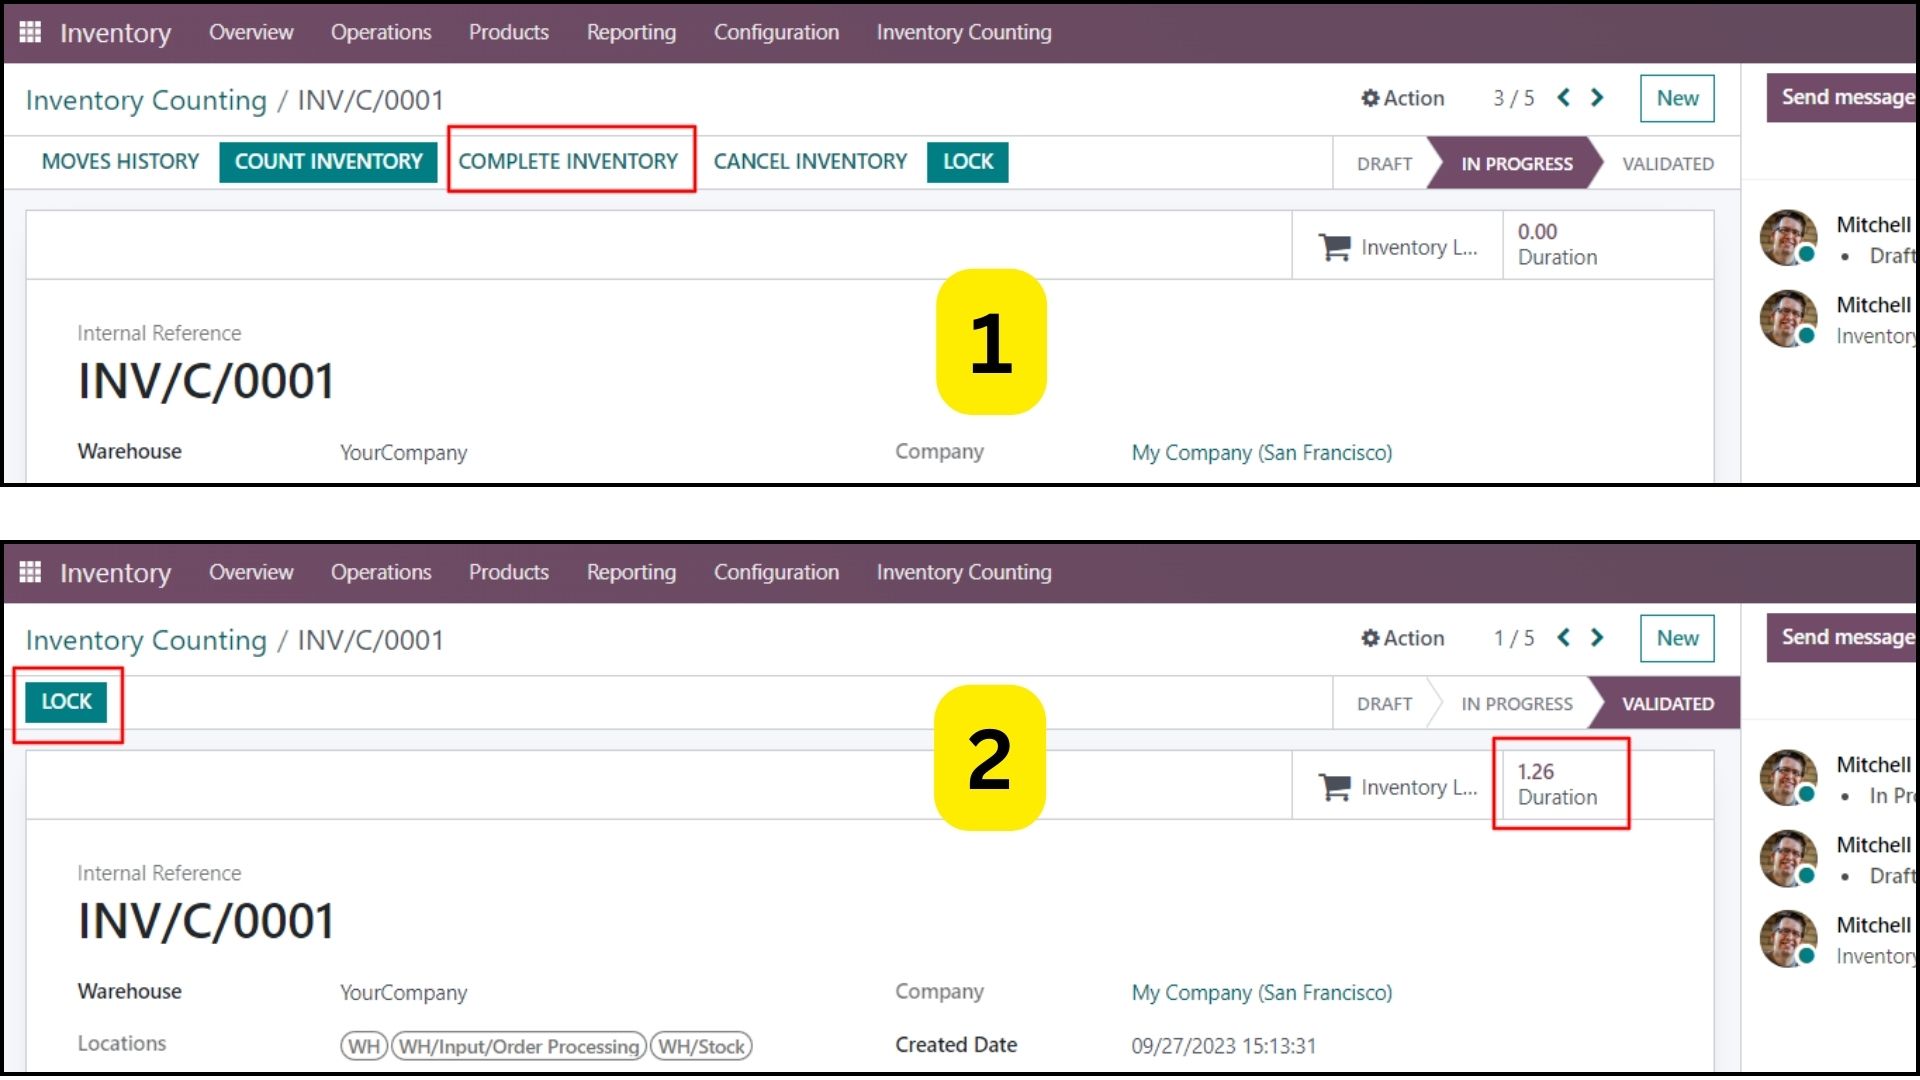 Inventory Overview Operations Products Reporting Configuration Inventory Counting
Inventory Counting / INV/C/0001 Action 3 / 5 New Send message
MOVES HISTORY COUNT INVENTORY COMPLETE INVENTORY CANCEL INVENTORY LOCK DRAFT IN PROGRESS VALIDATED
Inventory L... 0.00
Duration
Mitchell
• Draft
Mitchell
Inventory
1
Internal Reference
INV/C/0001
Warehouse YourCompany Company My Company (San Francisco)
Inventory Overview Operations Products Reporting Configuration Inventory Counting
Inventory Counting / INV/C/0001 Action 1 / 5 New Send message
LOCK DRAFT IN PROGRESS VALIDATED
2
Inventory L... 1.26
Duration
Mitchell
• In Pr
Mitchell
• Draft
Mitchell
Inventory
Internal Reference
INV/C/0001
Warehouse YourCompany Company My Company (San Francisco)
Locations WH WH/Input/Order Processing WH/Stock Created Date 09/27/2023 15:13:31